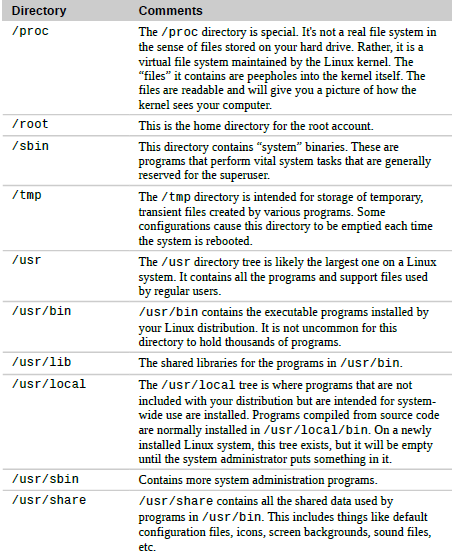 Directory Comments
/proc The /proc directory is special. It's not a real file system in
the sense of files stored on your hard drive. Rather, it is a
virtual file system maintained by the Linux kernel. The
“files” it contains are peepholes into the kernel itself. The
files are readable and will give you a picture of how the
kernel sees your computer.
/root This is the home directory for the root account.
/sbin This directory contains “system” binaries. These are
programs that perform vital system tasks that are generally
reserved for the superuser.
/tmp The /tmp directory is intended for storage of temporary,
transient files created by various programs. Some
configurations cause this directory to be emptied each time
the system is rebooted.
/usr The /usr directory tree is likely the largest one on a Linux
system. It contains all the programs and support files used
by regular users.
/usr/bin /usr/bin contains the executable programs installed by
your Linux distribution. It is not uncommon for this
directory to hold thousands of programs.
/usr/lib The shared libraries for the programs in /usr/bin.
/usr/local The /usr/local tree is where programs that are not
included with your distribution but are intended for system-
wide use are installed. Programs compiled from source code
are normally installed in /usr/local/bin. On a newly
installed Linux system, this tree exists, but it will be empty
until the system administrator puts something in it.
/usr/sbin Contains more system administration programs.
/usr/share /usr/share contains all the shared data used by
programs in /usr/bin. This includes things like default
configuration files, icons, screen backgrounds, sound files,
etc.